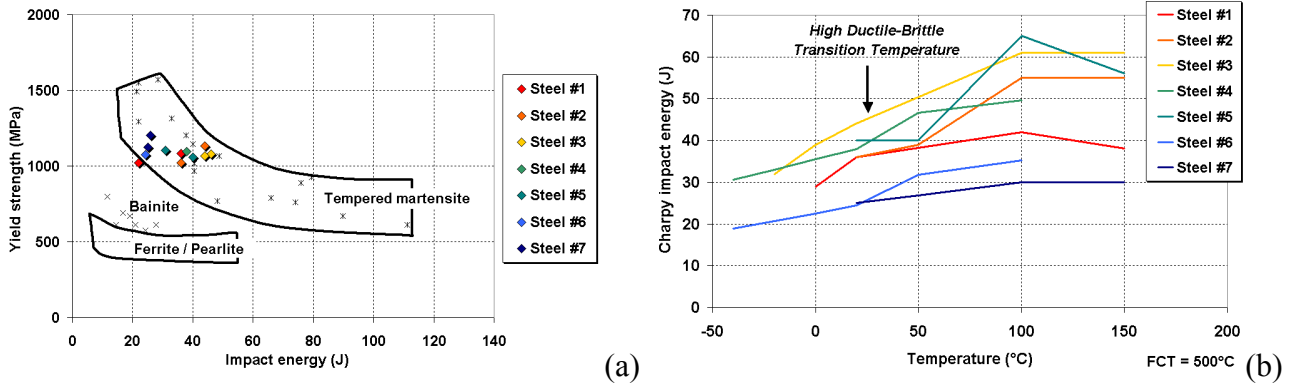 2000
1500
1000
500
0
0
20
40
60
80
100
120
140
Yield strength (MPa)
Impact energy (J)
Bainite
Ferrite / Pearlite
Tempered martensite
Steel #1
Steel #2
Steel #3
Steel #4
Steel #5
Steel #6
Steel #7
(a)
70
60
50
40
30
20
10
0
-50
0
50
100
150
200
Charpy impact energy (J)
Temperature (°C)
High Ductile-Brittle
Transition Temperature
Steel #1
Steel #2
Steel #3
Steel #4
Steel #5
Steel #6
Steel #7
FCT = 500°C
(b)